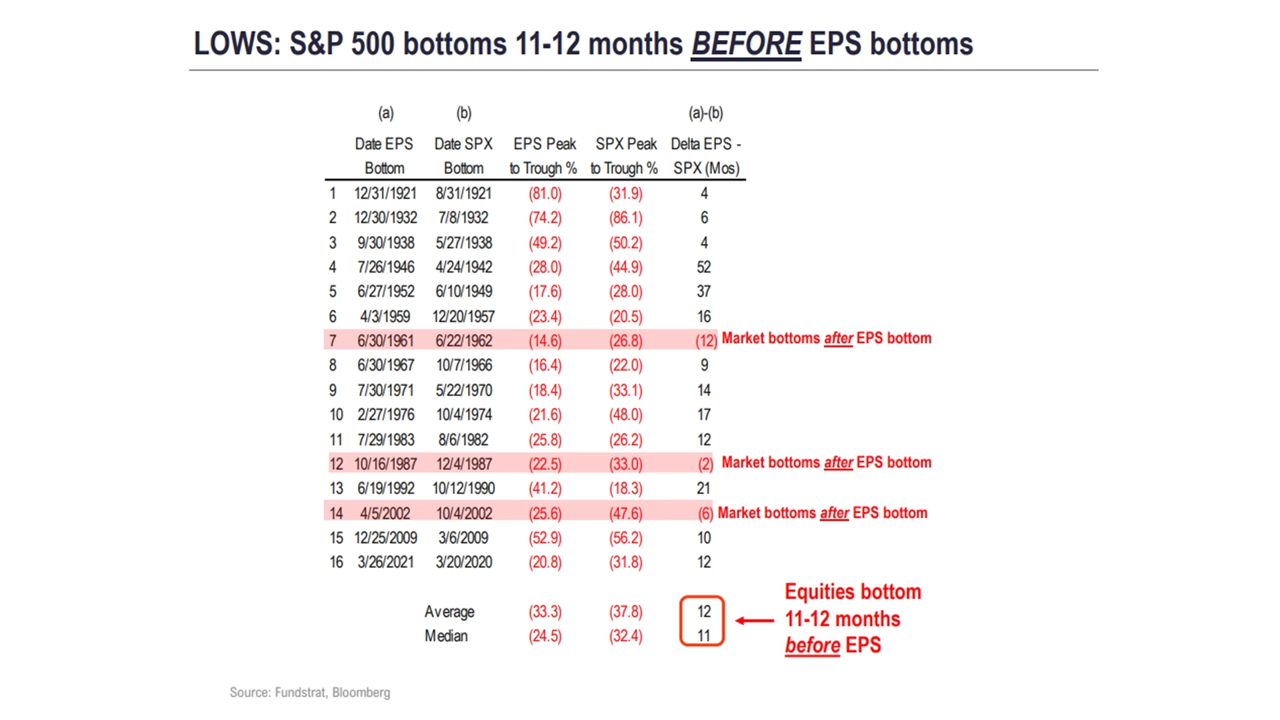 LOWS: S&P 500 bottoms 11-12 months BEFORE EPS bottoms
(a) (b) (a)-(b)
Date EPS Date SPX EPS Peak SPX Peak Delta EPS -
Bottom Bottom to Trough % to Trough % SPX (Mos)
1 12/31/1921 8/31/1921 (81.0) (31.9) 4
2 12/30/1932 7/8/1932 (74.2) (86.1) 6
3 9/30/1938 5/27/1938 (49.2) (50.2) 4
4 7/26/1946 4/24/1942 (28.0) (44.9) 52
5 6/27/1952 6/10/1949 (17.6) (28.0) 37
6 4/3/1959 12/20/1957 (23.4) (20.5) 16
7 6/30/1961 6/22/1962 (14.6) (26.8) (12) Market bottoms after EPS bottom
8 6/30/1967 10/7/1966 (16.4) (22.0) 9
9 7/30/1971 5/22/1970 (18.4) (33.1) 14
10 2/27/1976 10/4/1974 (21.6) (48.0) 17
11 7/29/1983 8/6/1982 (25.8) (26.2) 12
12 10/16/1987 12/4/1987 (22.5) (33.0) (2) Market bottoms after EPS bottom
13 6/19/1992 10/12/1990 (41.2) (18.3) 21
14 4/5/2002 10/4/2002 (25.6) (47.6) (6) Market bottoms after EPS bottom
15 12/25/2009 3/6/2009 (52.9) (56.2) 10
16 3/26/2021 3/20/2020 (20.8) (31.8) 12
Average (33.3) (37.8) 12
Median (24.5) (32.4) 11
Equities bottom
11-12 months
before EPS
Source: Fundstrat, Bloomberg